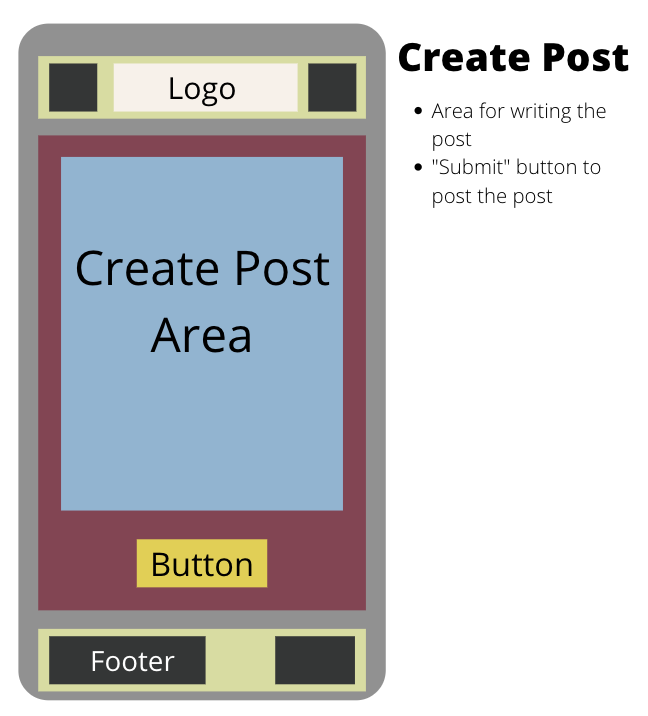 Logo
Create Post
Area
Button
Footer
Create Post
• Area for writing the
post
• "Submit" button to
post the post